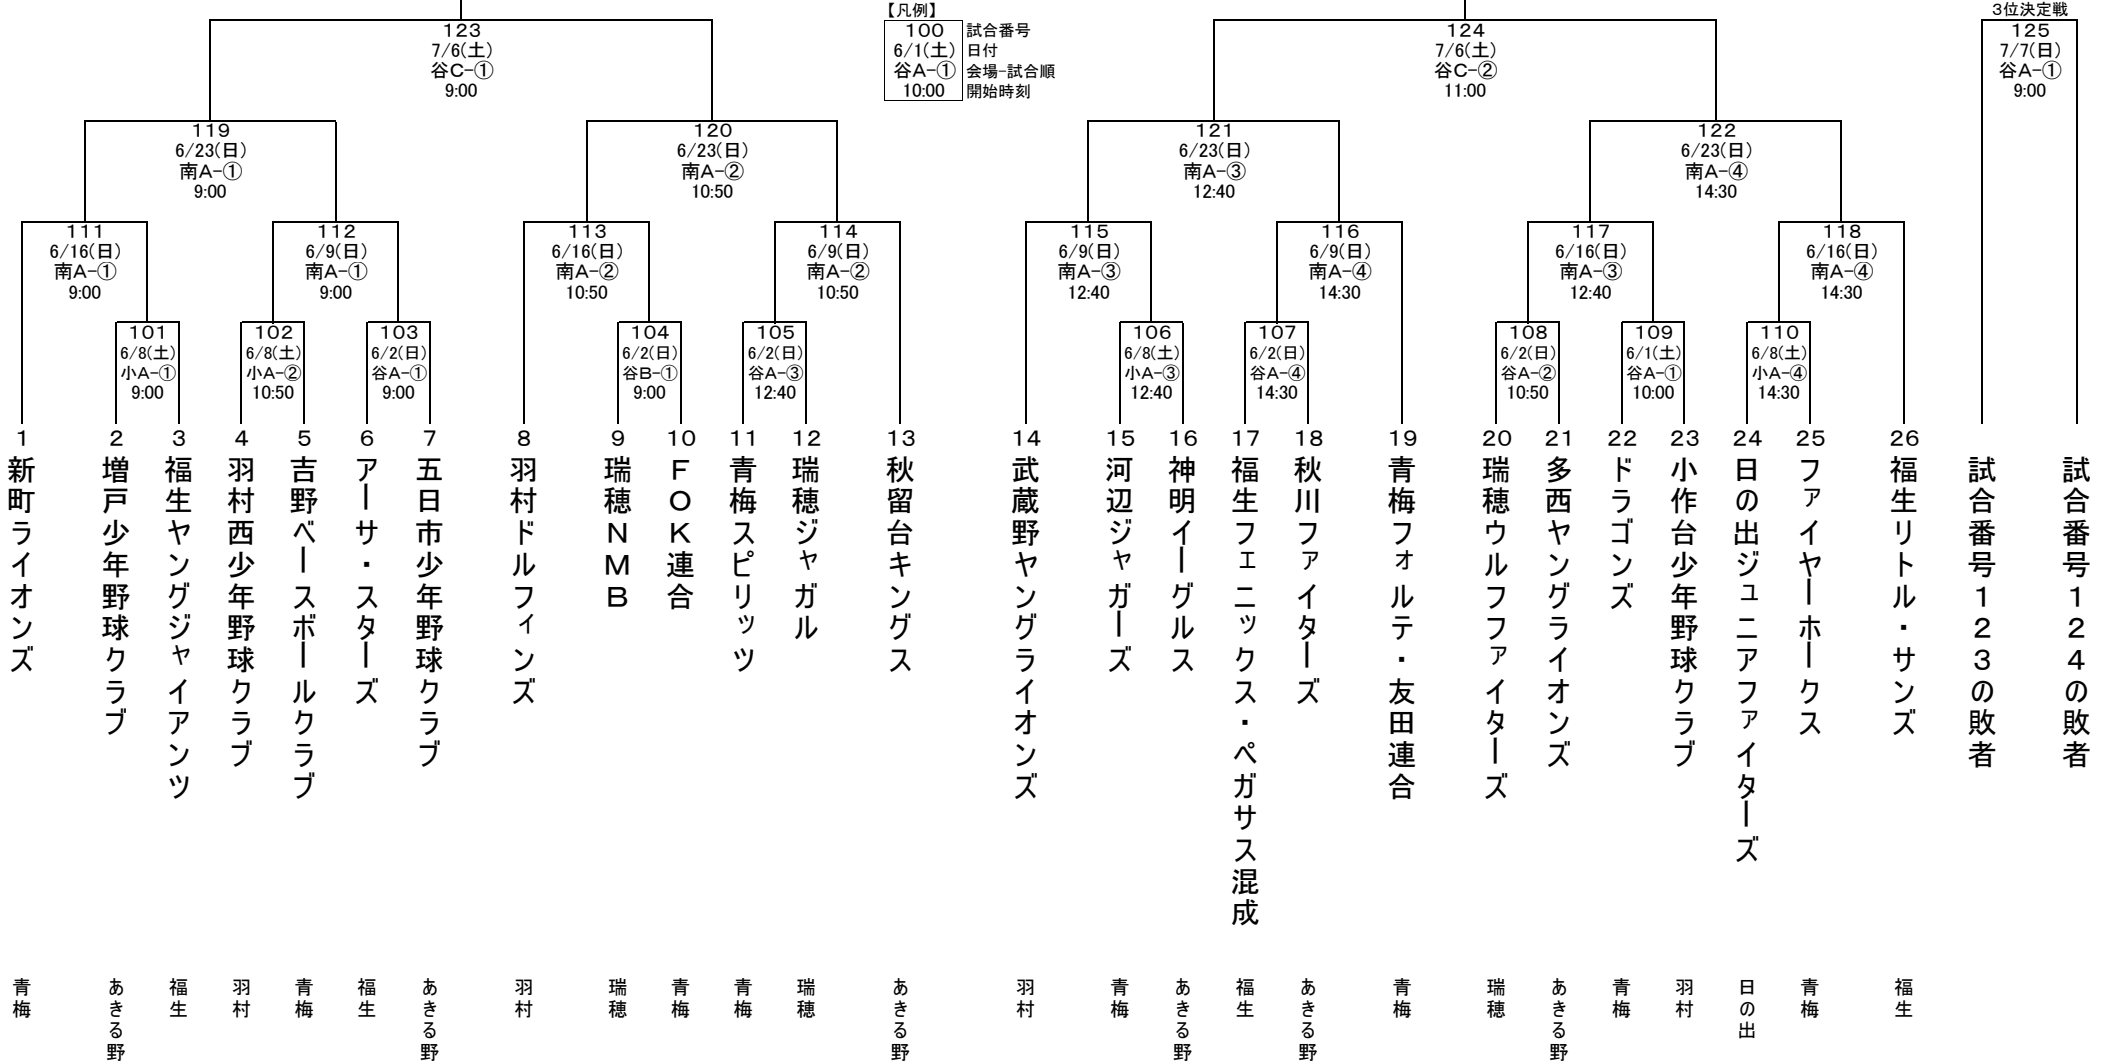 【凡例】
100 試合番号
6/1(土) 日付
谷A-① 会場-試合順
10:00 開始時刻
3位決定戦
123
7/6(土)
谷C-①
9:00
124
7/6(土)
谷C-②
11:00
125
7/7(日)
谷A-①
9:00
119
6/23(日)
南A-①
9:00
120
6/23(日)
南A-②
10:50
121
6/23(日)
南A-③
12:40
122
6/23(日)
南A-④
14:30
111
6/16(日)
南A-①
9:00
112
6/9(日)
南A-①
9:00
113
6/16(日)
南A-②
10:50
114
6/9(日)
南A-②
10:50
115
6/9(日)
南A-③
12:40
116
6/9(日)
南A-④
14:30
117
6/16(日)
南A-③
12:40
118
6/16(日)
南A-④
14:30
101
6/8(土)
小A-①
9:00
102
6/8(土)
小A-②
10:50
103
6/2(日)
谷A-①
9:00
104
6/2(日)
谷B-①
9:00
105
6/2(日)
谷A-③
12:40
106
6/8(土)
小A-③
12:40
107
6/2(日)
谷A-④
14:30
108
6/2(日)
谷A-②
10:50
109
6/1(土)
谷A-①
10:00
110
6/8(土)
小A-④
14:30
1 新町ライオンズ 青梅
2 増戸少年野球クラブ あきる野
3 福生ヤングジャイアンツ 福生
4 羽村西少年野球クラブ 羽村
5 吉野ベースボールクラブ 青梅
6 アーサ・スターズ 福生
7 五日市少年野球クラブ あきる野
8 羽村ドルフィンズ 羽村
9 瑞穂NMB 瑞穂
10 FOK連合 青梅
11 青梅スピリッツ 青梅
12 瑞穂ジャガル 瑞穂
13 秋留台キングス あきる野
14 武蔵野ヤングライオンズ 羽村
15 河辺ジャガーズ 青梅
16 神明イーグルス あきる野
17 福生フェニックス・ペガサス混成 福生
18 秋川ファイターズ あきる野
19 青梅フォルテ・友田連合 青梅
20 瑞穂ウルフファイターズ 瑞穂
21 多西ヤングライオンズ あきる野
22 ドラゴンズ 青梅
23 小作台少年野球クラブ 羽村
24 日の出ジュニアファイターズ 日の出
25 ファイヤーホークス 青梅
26 福生リトル・サンズ 福生
試合番号123の敗者
試合番号124の敗者